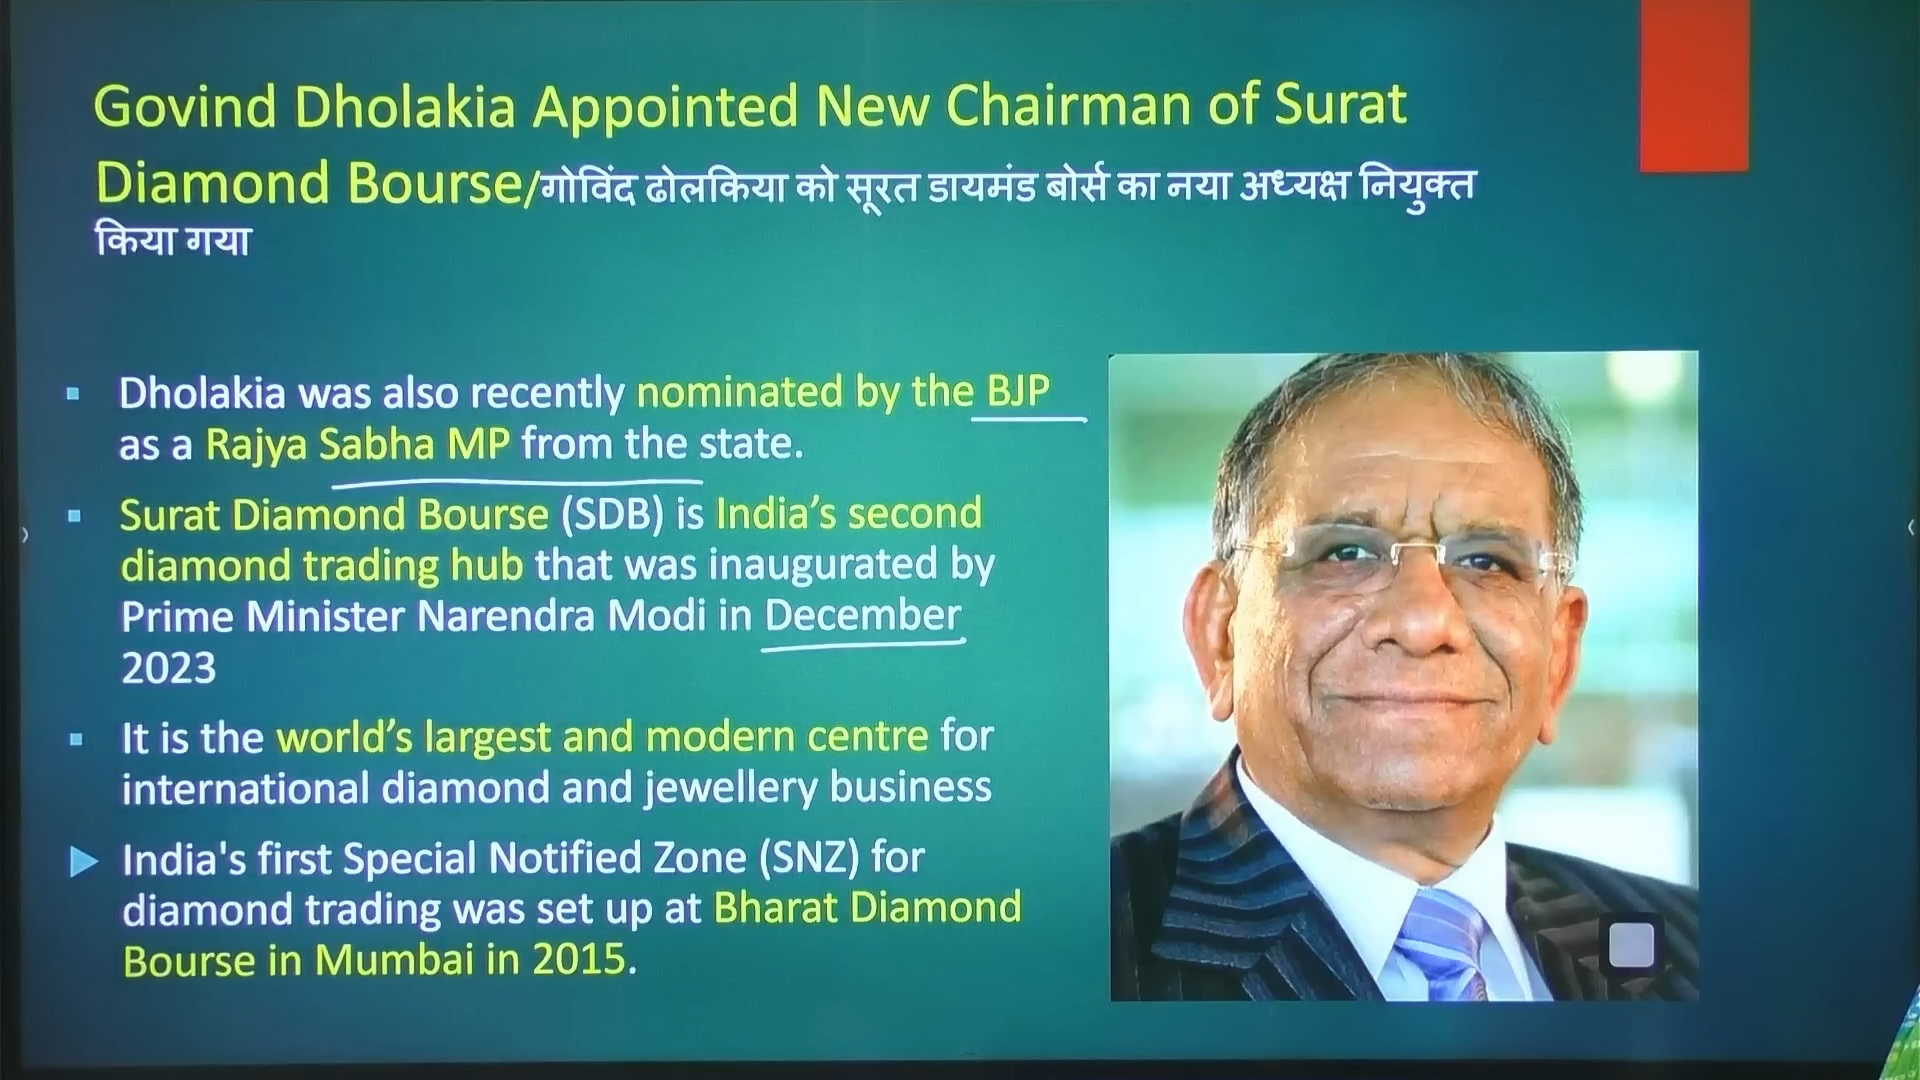 Govind Dholakia Appointed New Chairman of Surat
Diamond Bourse/गोविंद ढोलकिया को सूरत डायमंड बोर्स का नया अध्यक्ष नियुक्त
किया गया
Dholakia was also recently nominated by the BJP
as a Rajya Sabha MP from the state.
Surat Diamond Bourse (SDB) is India’s second
diamond trading hub that was inaugurated by
Prime Minister Narendra Modi in December
2023
It is the world’s largest and modern centre for
international diamond and jewellery business
India's first Special Notified Zone (SNZ) for
diamond trading was set up at Bharat Diamond
Bourse in Mumbai in 2015.